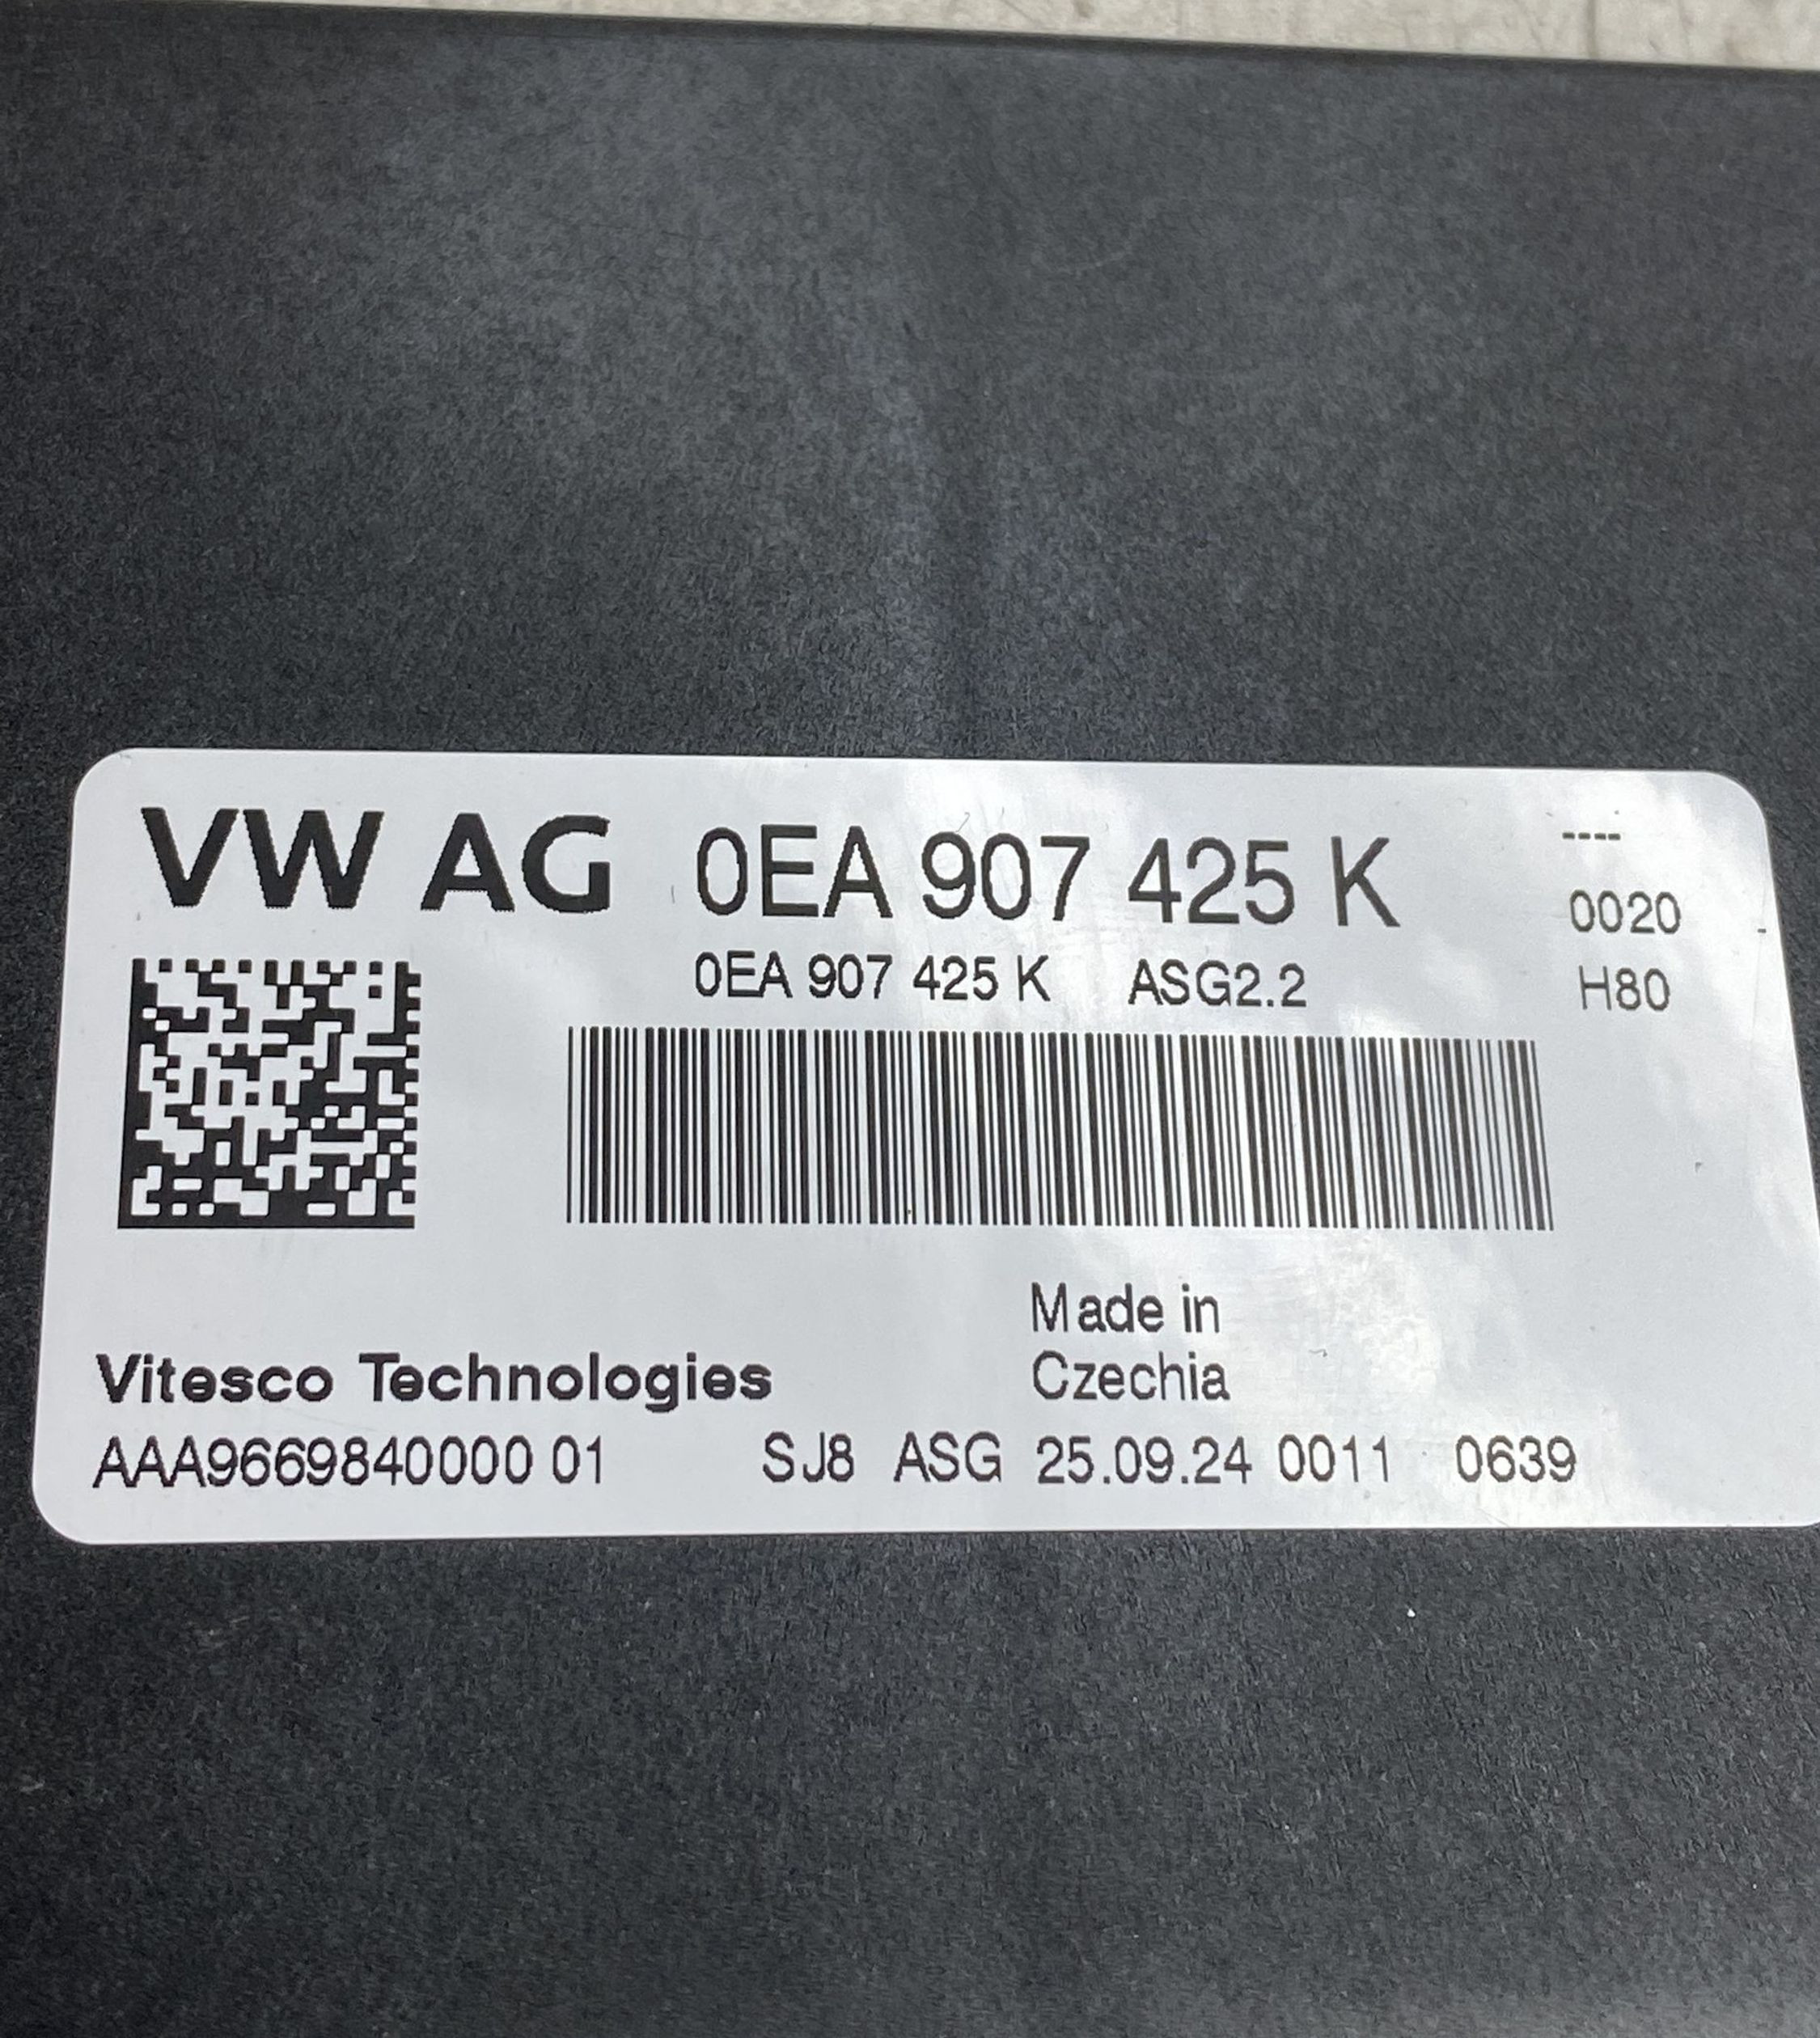 VW AG 0EA 907 425 K ----
0020
0EA 907 425 K ASG2.2 H80
Made in
Czechia
Vitesco Technologies
AAA9669840000 01 SJ8 ASG 25.09.24 0011 0639